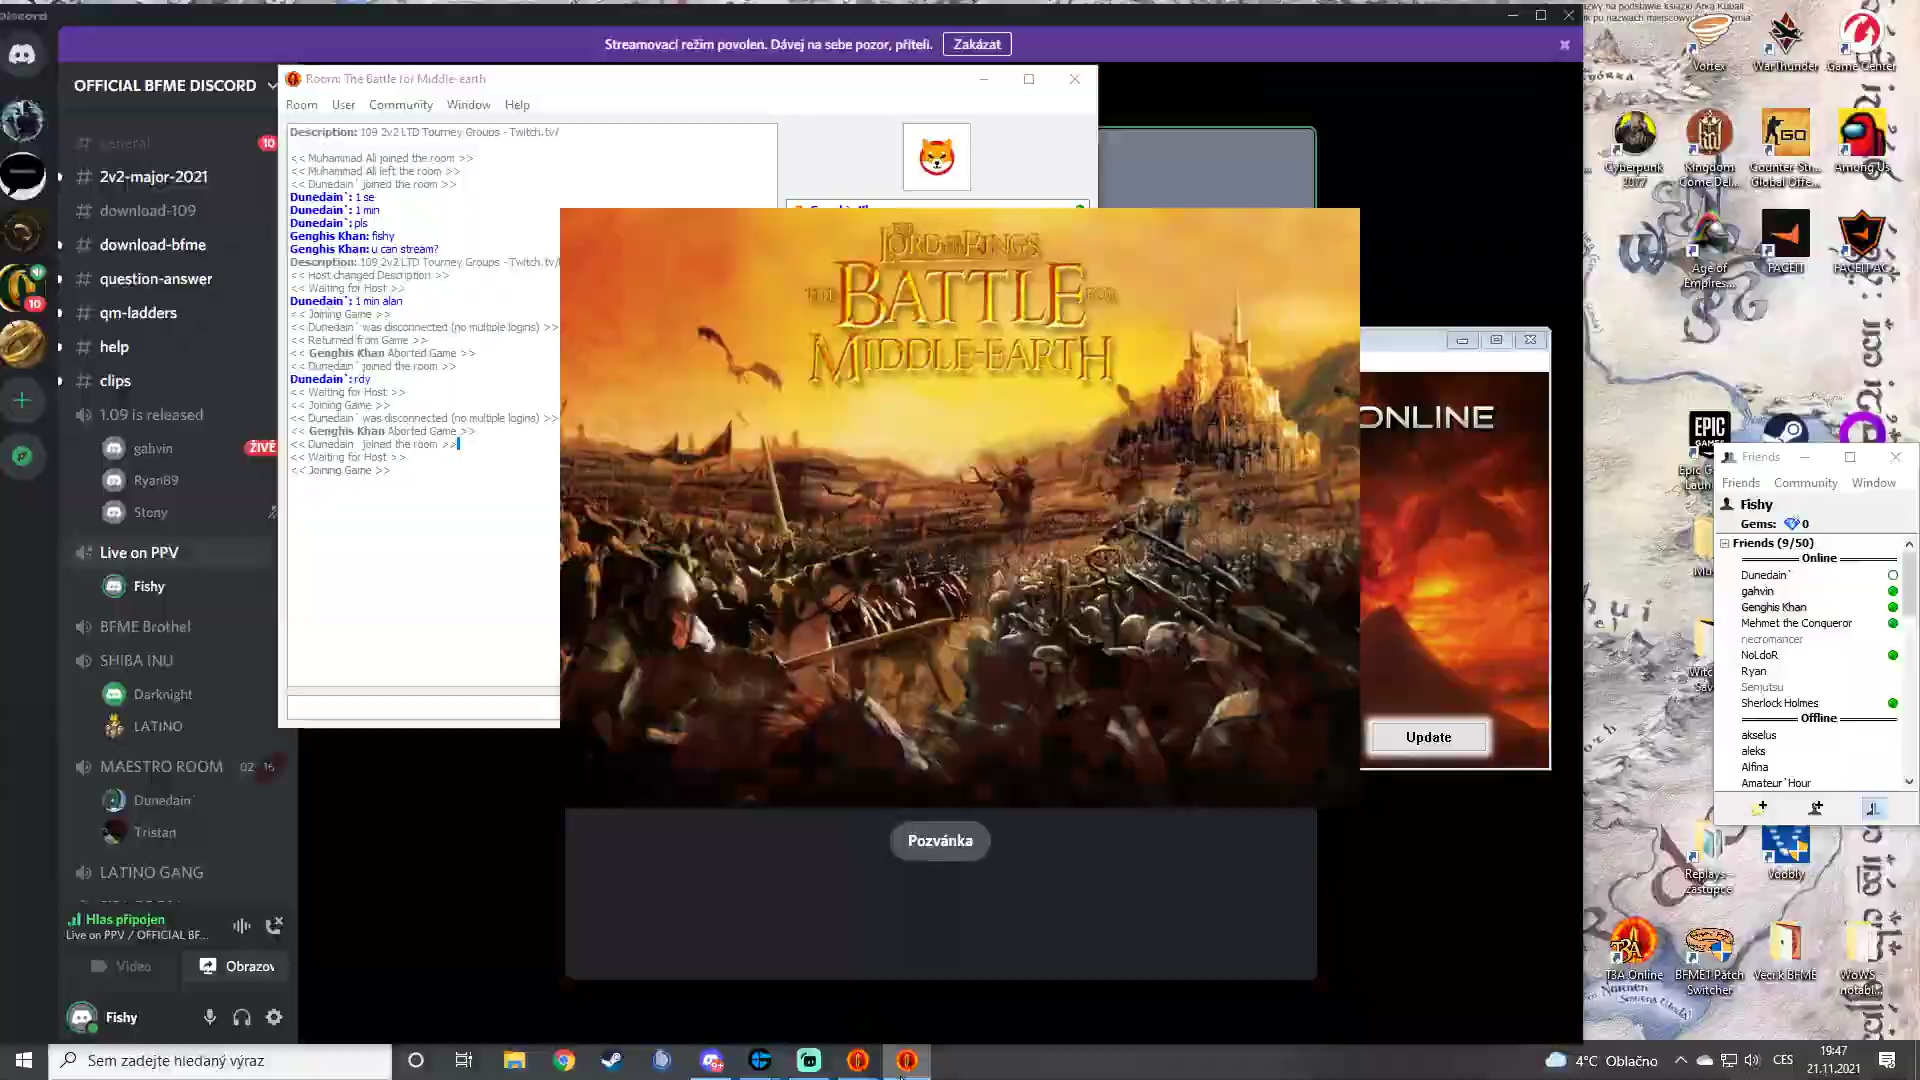 Discord
Streamovací režim povolen. Dávej na sebe pozor, příteli.
Zakázat
OFFICIAL BFME DISCORD
# general
10
# 2v2-major-2021
# download-109
# download-bfme
# question-answer
# qm-ladders
# help
# clips
1.09 is released
gahvin
ŽIVĚ
Ryan89
Stony
Live on PPV
Fishy
BFME Brothel
SHIBA INU
Darknight
LATINO
MAESTRO ROOM
02
16
Dunedain`
Tristan
LATINO GANG
Hlas připojen
Live on PPV / OFFICIAL BF...
Video
Obrazov
Fishy
10
Room: The Battle for Middle-earth
Room User Community Window Help
Description: 109 2v2 LTD Tourney Groups - Twitch.tv/
<< Muhammad Ali joined the room >>
<< Muhammad Ali left the room >>
<< Dunedain` joined the room >>
Dunedain`: 1 se
Dunedain`: 1 min
Dunedain`: pls
Genghis Khan: fishy
Genghis Khan: u can stream?
Description: 109 2v2 LTD Tourney Groups - Twitch.tv/
<< Host changed Description >>
<< Waiting for Host >>
Dunedain`: 1 min alan
<< Joining Game >>
<< Dunedain` was disconnected (no multiple logins) >>
<< Returned from Game >>
<< Genghis Khan Aborted Game >>
<< Dunedain` joined the room >>
Dunedain`: rdy
<< Waiting for Host >>
<< Joining Game >>
<< Dunedain` was disconnected (no multiple logins) >>
<< Genghis Khan Aborted Game >>
<< Dunedain` joined the room >>
<< Waiting for Host >>
<< Joining Game >>
THE LORD OF THE RINGS
THE BATTLE FOR
MIDDLE-EARTH
ONLINE
Update
Pozvánka
Vortex
WarThunder
Game Center
Cyberpunk 2077
Kingdom Come Del...
Counter-Str... Global Offe...
Among Us
Age of Empires...
FACEIT
FACEIT AC
EPIC GAMES
Friends
Friends Community Window
Fishy
Gems: 0
Friends (9/50)
Online
Dunedain`
gahvin
Genghis Khan
Mehmet the Conqueror
necromancer
NoLdoR
Ryan
Senjutsu
Sherlock Holmes
Offline
akselus
aleks
Alfina
Amateur`Hour
Replays – zástupce
Voobly
T3A Online
BFME1 Patch Switcher
Věci k BFME
WoWS -
Sem zadejte hledaný výraz
4°C Oblačno
CES
19:47
21.11.2021